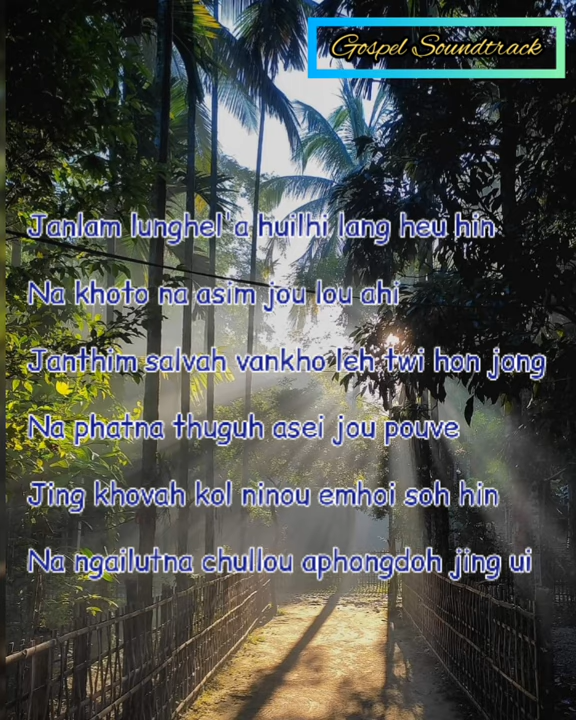 Gospel Soundtrack
Janlam lunghel'a huilhi lang heu hin
Na khoto na asim jou lou ahi
Janthim salvah vankho leh twi hon jong
Na phatna thuguh asei jou pouve
Jing khovah kol ninou emhoi soh hin
Na ngailutna chullou aphongdoh jing ui